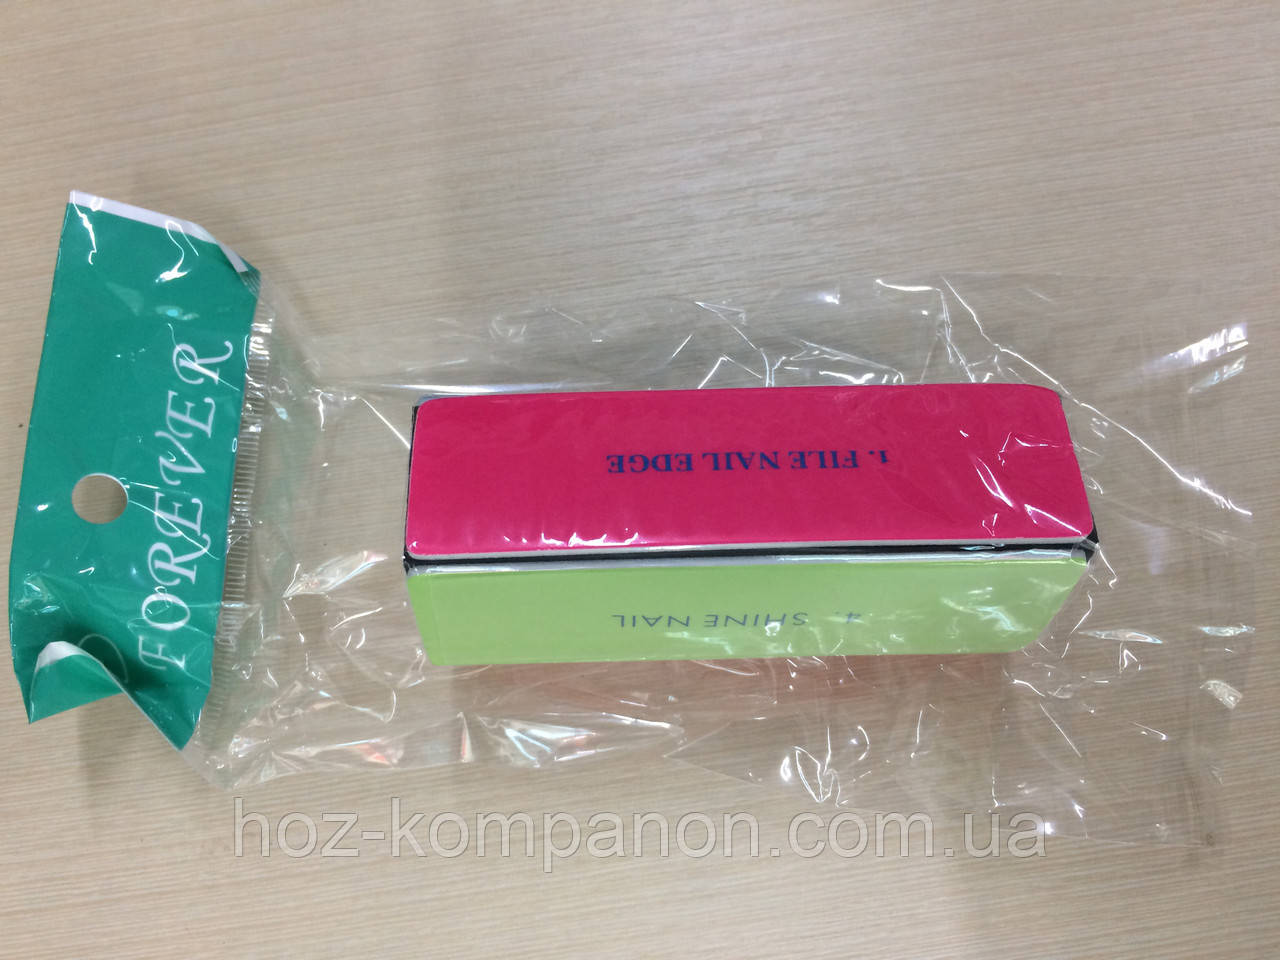 FOREVER
1. FILE NAIL EDGE
4. SHINE NAIL
hoz-kompanon.com.ua